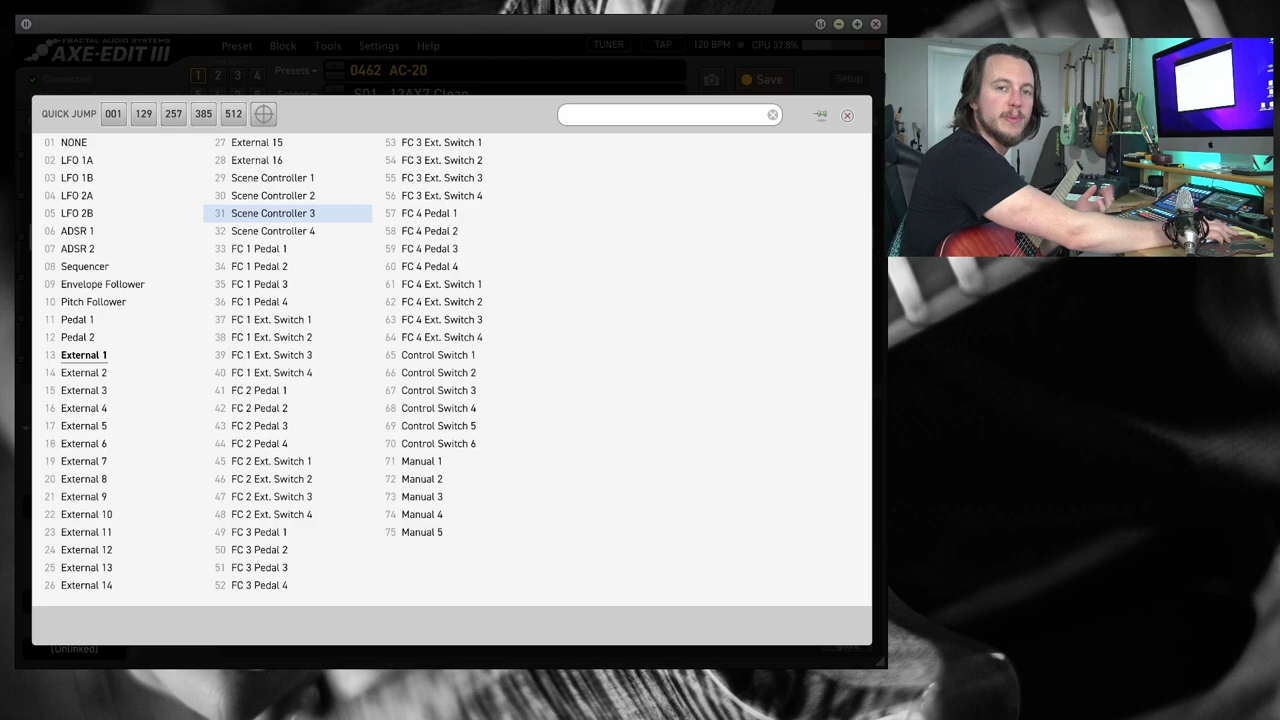 FRACTAL AUDIO SYSTEMS
AXE-EDIT III
Preset Block Tools Settings Help
TUNER TAP 120 BPM CPU 37.8%
1 2 3 4 Presets 0462 AC-20 Save Setup
S01 12AX7 Clean
QUICK JUMP 001 129 257 385 512
01 NONE
02 LFO 1A
03 LFO 1B
04 LFO 2A
05 LFO 2B
06 ADSR 1
07 ADSR 2
08 Sequencer
09 Envelope Follower
10 Pitch Follower
11 Pedal 1
12 Pedal 2
13 External 1
14 External 2
15 External 3
16 External 4
17 External 5
18 External 6
19 External 7
20 External 8
21 External 9
22 External 10
23 External 11
24 External 12
25 External 13
26 External 14
27 External 15
28 External 16
29 Scene Controller 1
30 Scene Controller 2
31 Scene Controller 3
32 Scene Controller 4
33 FC 1 Pedal 1
34 FC 1 Pedal 2
35 FC 1 Pedal 3
36 FC 1 Pedal 4
37 FC 1 Ext. Switch 1
38 FC 1 Ext. Switch 2
39 FC 1 Ext. Switch 3
40 FC 1 Ext. Switch 4
41 FC 2 Pedal 1
42 FC 2 Pedal 2
43 FC 2 Pedal 3
44 FC 2 Pedal 4
45 FC 2 Ext. Switch 1
46 FC 2 Ext. Switch 2
47 FC 2 Ext. Switch 3
48 FC 2 Ext. Switch 4
49 FC 3 Pedal 1
50 FC 3 Pedal 2
51 FC 3 Pedal 3
52 FC 3 Pedal 4
53 FC 3 Ext. Switch 1
54 FC 3 Ext. Switch 2
55 FC 3 Ext. Switch 3
56 FC 3 Ext. Switch 4
57 FC 4 Pedal 1
58 FC 4 Pedal 2
59 FC 4 Pedal 3
60 FC 4 Pedal 4
61 FC 4 Ext. Switch 1
62 FC 4 Ext. Switch 2
63 FC 4 Ext. Switch 3
64 FC 4 Ext. Switch 4
65 Control Switch 1
66 Control Switch 2
67 Control Switch 3
68 Control Switch 4
69 Control Switch 5
70 Control Switch 6
71 Manual 1
72 Manual 2
73 Manual 3
74 Manual 4
75 Manual 5
(Unlinked)